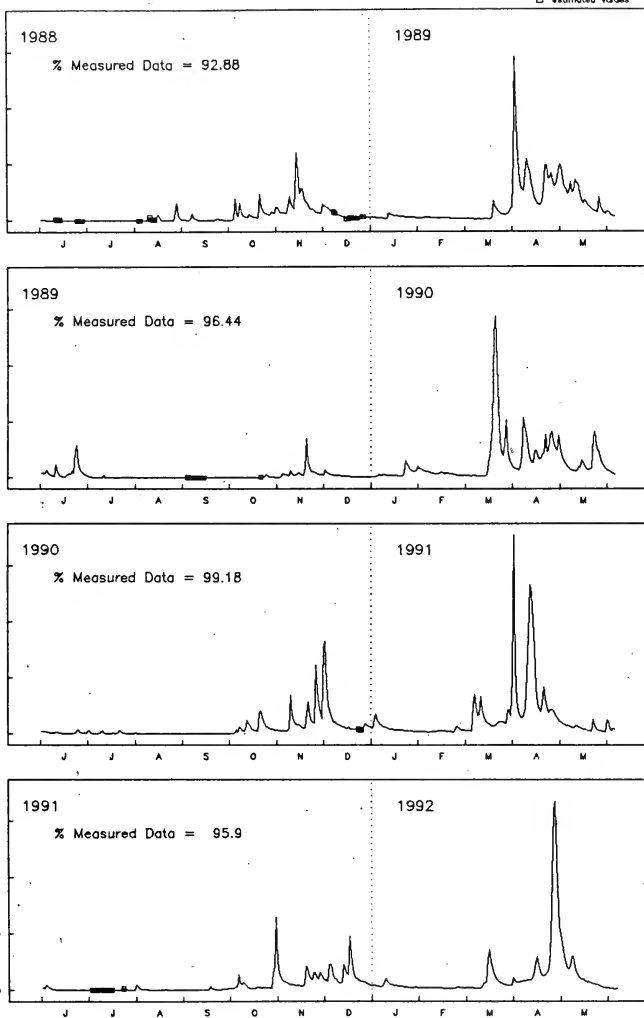 □ estimated values
1988 1989
% Measured Data = 92.88
J J A S O N D J F M A M
1989 1990
% Measured Data = 96.44
J J A S O N D J F M A M
1990 1991
% Measured Data = 99.18
J J A S O N D J F M A M
1991 1992
% Measured Data = 95.9
J J A S O N D J F M A M